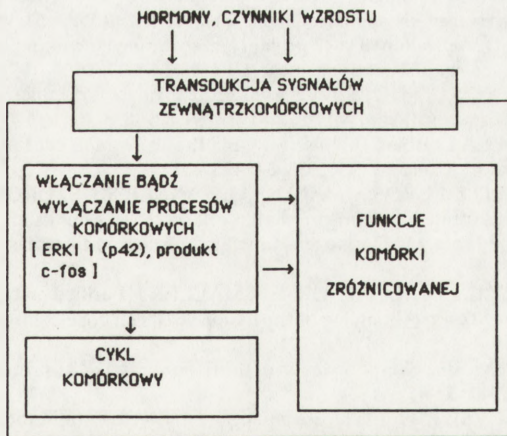 HORMONY, CZYNNIKI WZROSTU
TRANSDUKCJA SYGNAŁÓW
ZEWNĄTRZKOMÓRKOWYCH
WŁĄCZANIE BĄDŹ
WYŁĄCZANIE PROCESÓW
KOMÓRKOWYCH
[ ERKI 1 (p42), produkt
c-fos ]
FUNKCJE
KOMÓRKI
ZRÓŻNICOWANEJ
CYKL
KOMÓRKOWY